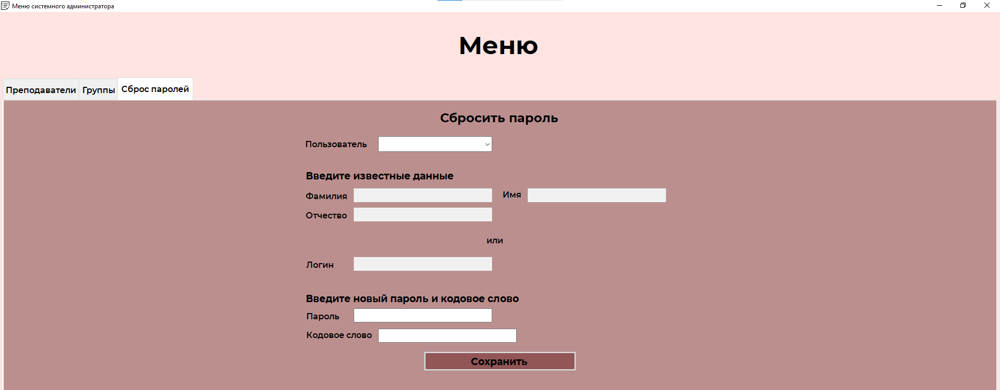 Меню системного администратора
Меню
Преподаватели Группы Сброс паролей
Сбросить пароль
Пользователь
Введите известные данные
Фамилия Имя
Отчество
или
Логин
Введите новый пароль и кодовое слово
Пароль
Кодовое слово
Сохранить